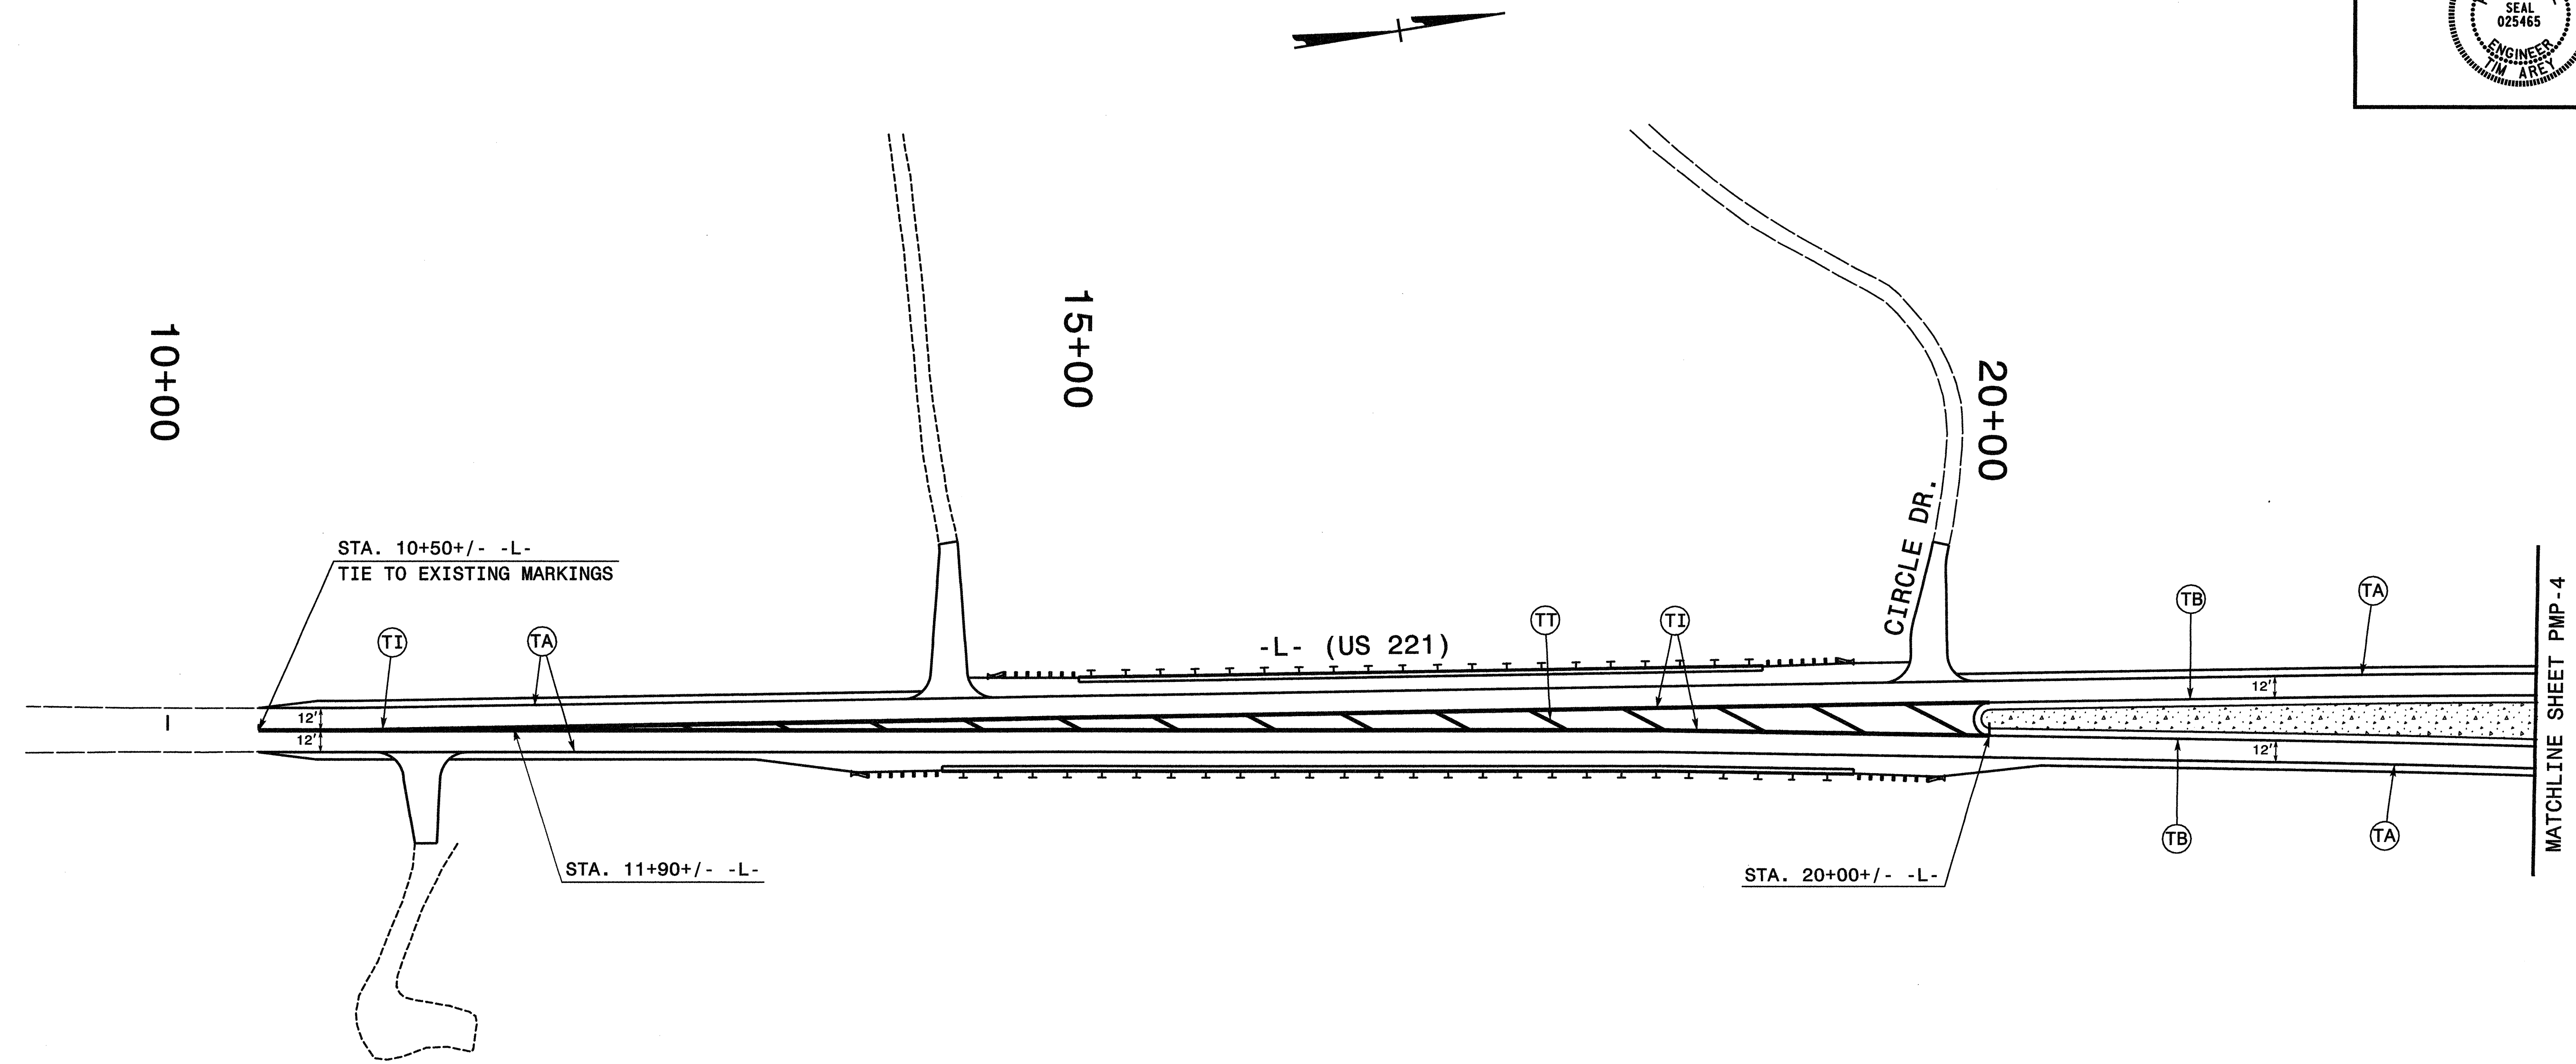 SEAL
025465
ENGINEER
TIM AREY
10+00
15+00
20+00
CIRCLE DR.
STA. 10+50+/- -L-
TIE TO EXISTING MARKINGS
TI
TA
-L- (US 221)
TT
TI
TB
TA
12'
12'
12'
12'
STA. 11+90+/- -L-
STA. 20+00+/- -L-
TB
TA
MATCHLINE SHEET PMP-4